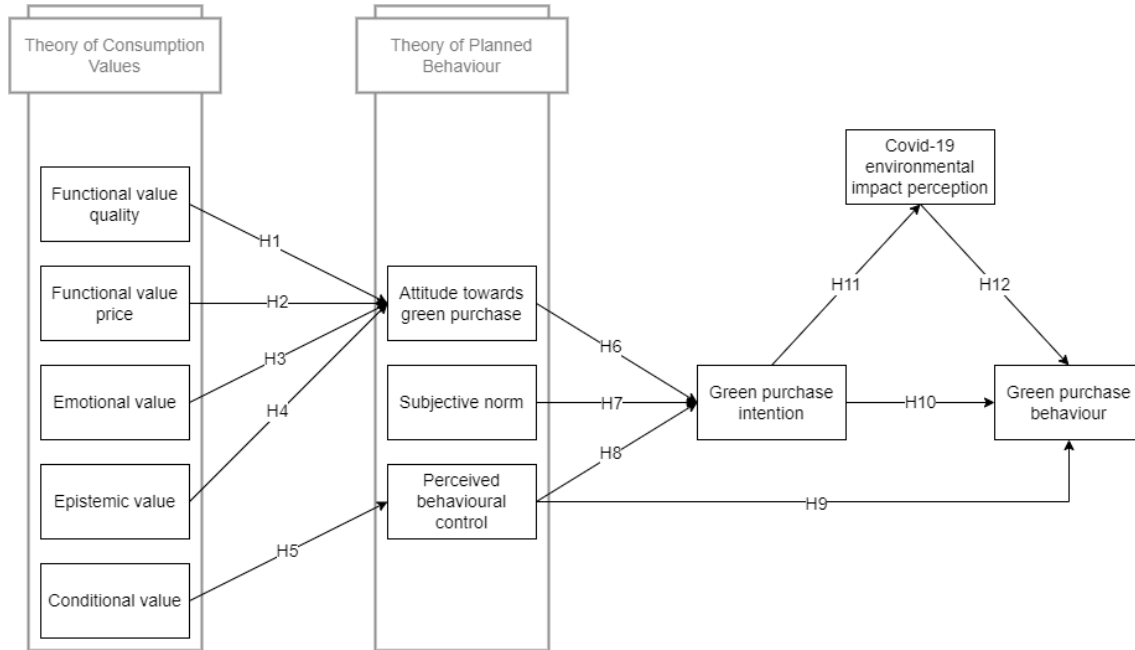 Theory of Consumption
Values
Theory of Planned
Behaviour
Functional value
quality
Functional value
price
Emotional value
Epistemic value
Conditional value
H1
H2
H3
H4
H5
Attitude towards
green purchase
Subjective norm
Perceived
behavioural
control
H6
H7
H8
H9
Green purchase
intention
H11
H10
Covid-19
environmental
impact perception
H12
Green purchase
behaviour